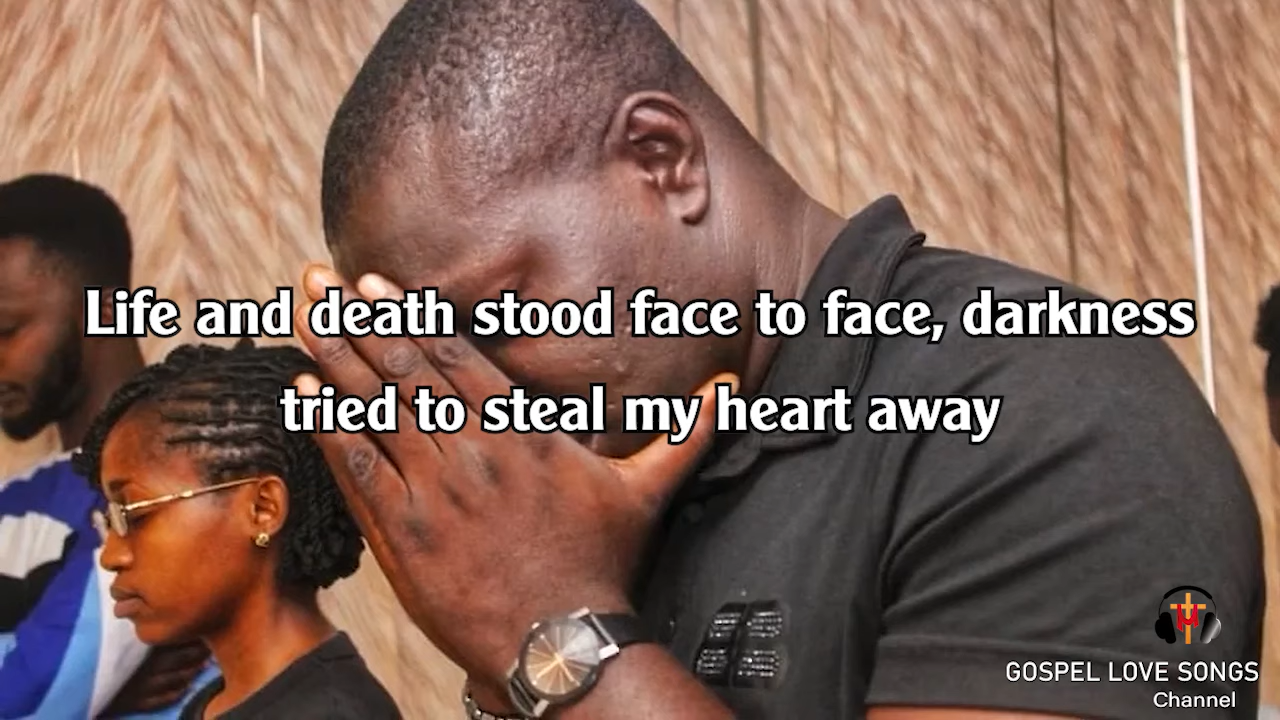 Life and death stood face to face, darkness
tried to steal my heart away
GOSPEL LOVE SONGS
Channel